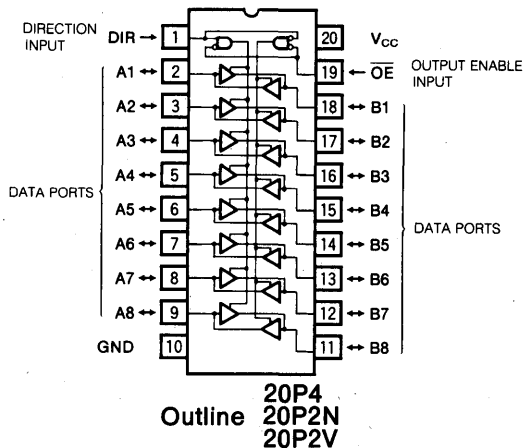 DIRECTION
INPUT
DIR → 1
20 Vcc
A1 ↔ 2
19 ← OE
OUTPUT ENABLE
INPUT
A2 ↔ 3
18 ↔ B1
A3 ↔ 4
17 ↔ B2
A4 ↔ 5
16 ↔ B3
DATA PORTS
A5 ↔ 6
15 ↔ B4
A6 ↔ 7
14 ↔ B5
DATA PORTS
A7 ↔ 8
13 ↔ B6
A8 ↔ 9
12 ↔ B7
GND 10
11 ↔ B8
Outline
20P4
20P2N
20P2V